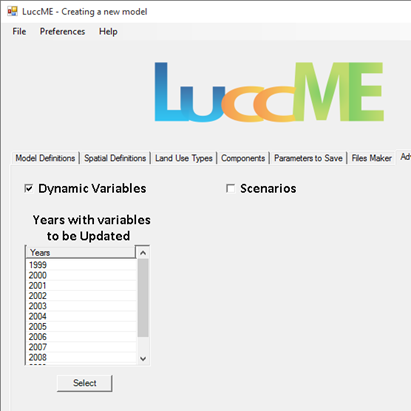 LuccME - Creating a new model
File Preferences Help
LuccME
Model Definitions Spatial Definitions Land Use Types Components Parameters to Save Files Maker Adv
Dynamic Variables Scenarios
Years with variables
to be Updated
Years
1999
2000
2001
2002
2003
2004
2005
2006
2007
2008
Select